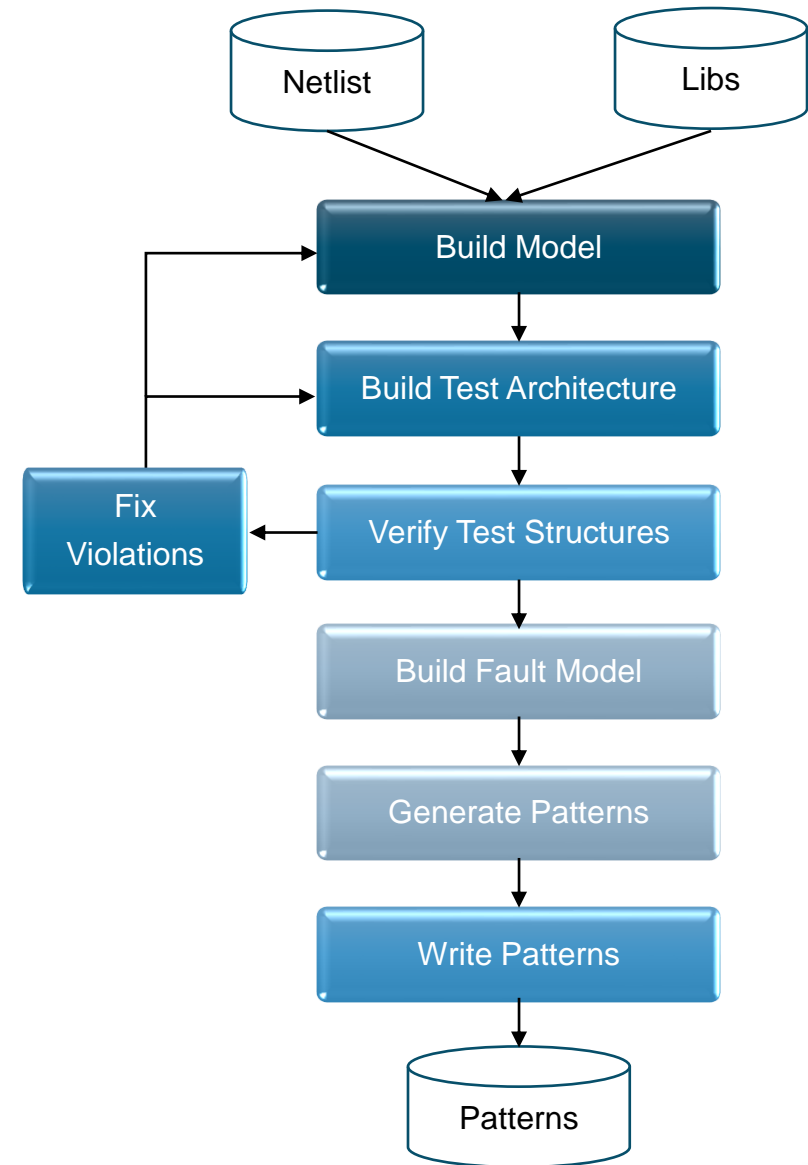 Netlist
Libs
Build Model
Build Test Architecture
Fix
Violations
Verify Test Structures
Build Fault Model
Generate Patterns
Write Patterns
Patterns